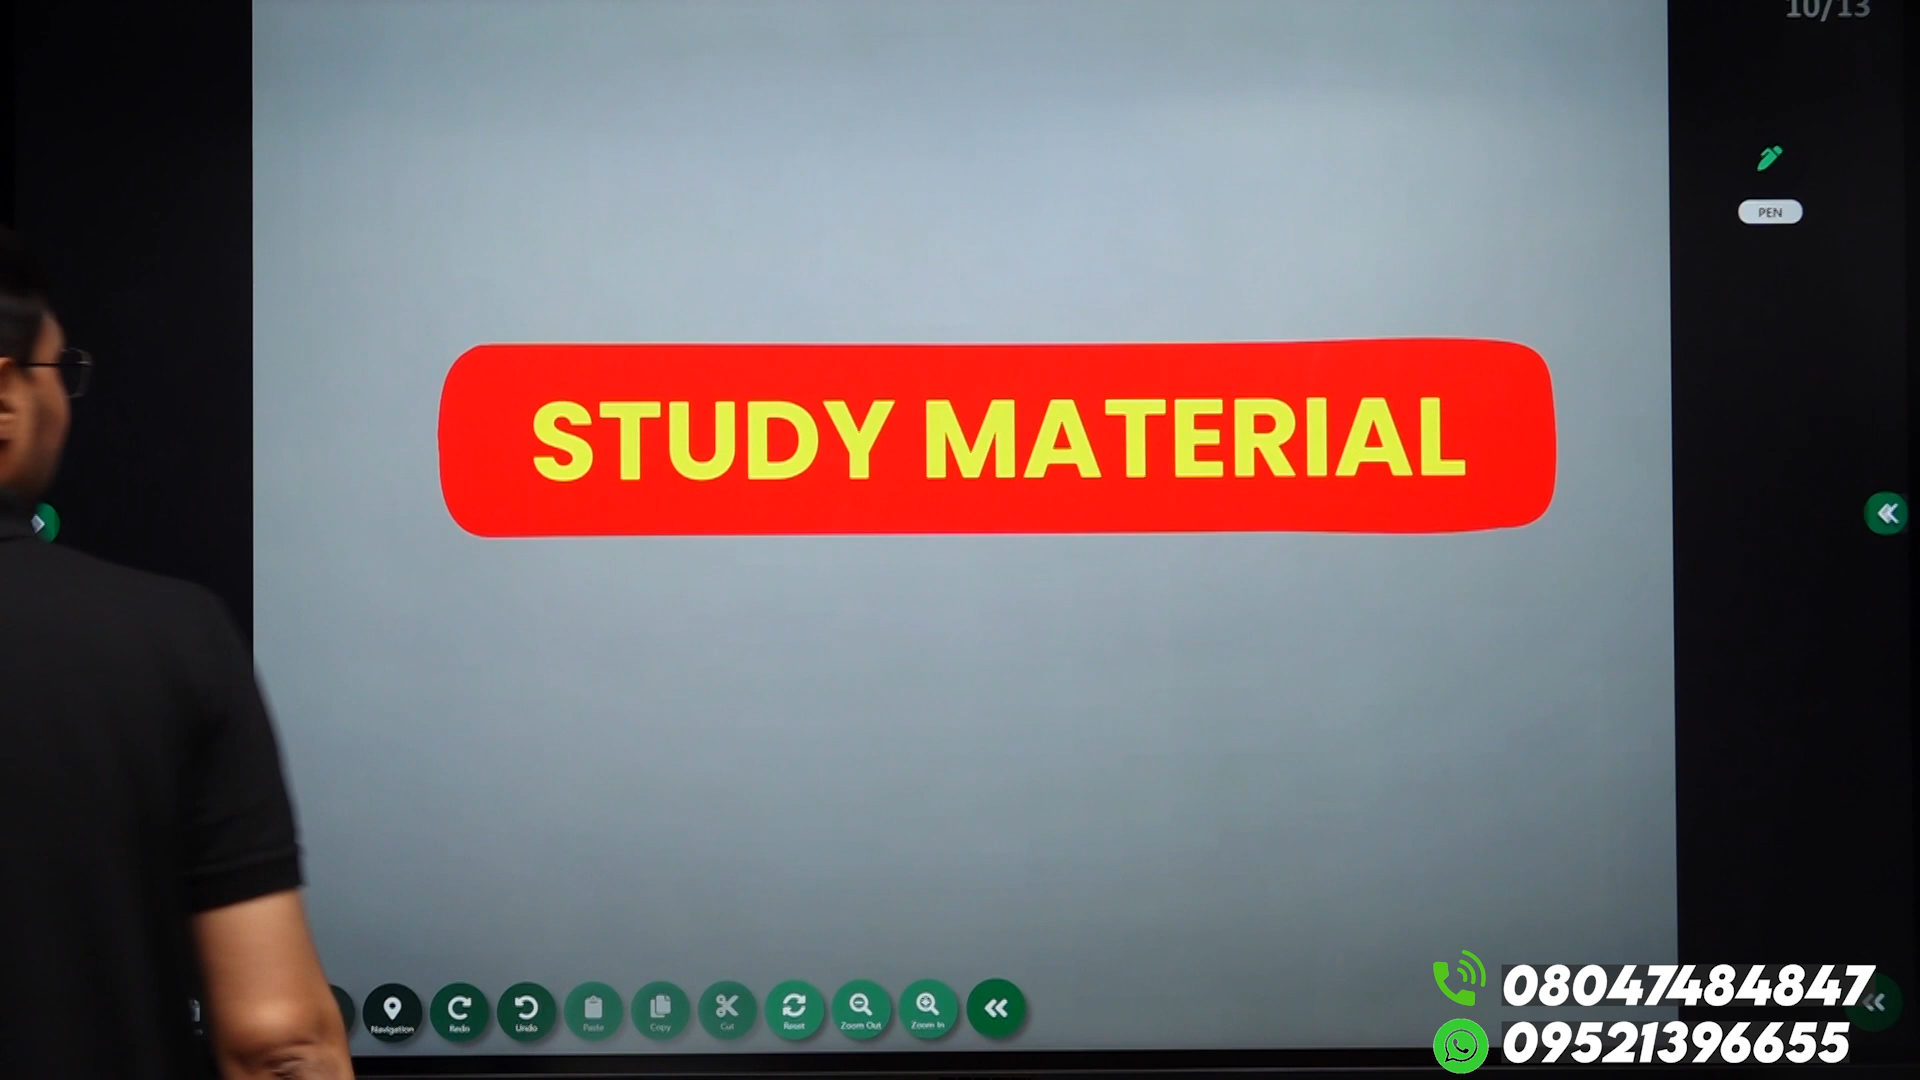 10/13
PEN
STUDY MATERIAL
Navigation
Redo
Undo
Paste
Copy
Cut
Reset
Zoom Out
Zoom In
08047484847
09521396655